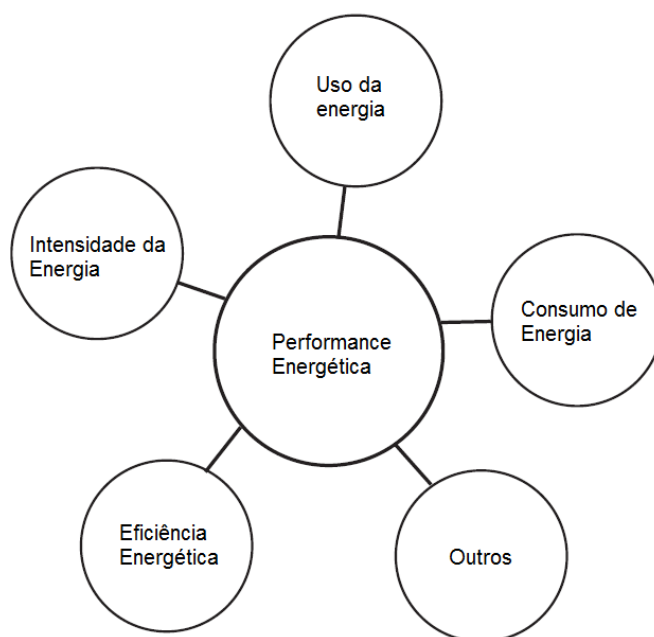 Uso da
energia
Intensidade da
Energia
Consumo de
Energia
Performance
Energética
Eficiência
Energética
Outros